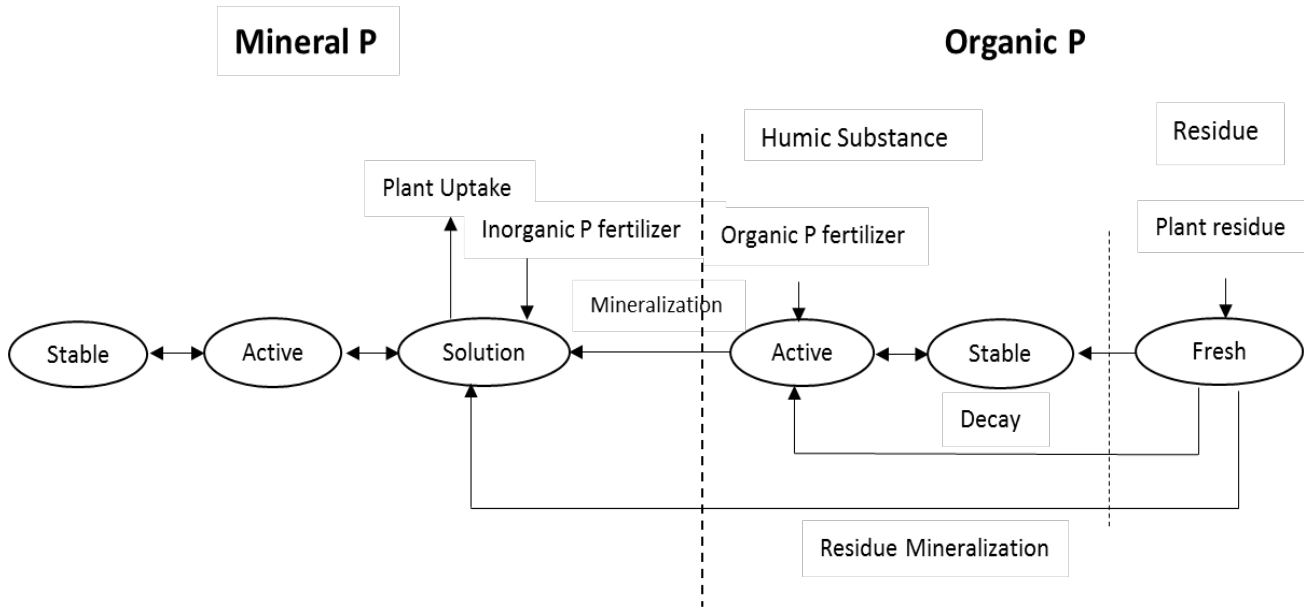 Mineral P
Organic P
Humic Substance
Residue
Plant Uptake
Inorganic P fertilizer
Organic P fertilizer
Plant residue
Mineralization
Stable
Active
Solution
Active
Stable
Fresh
Decay
Residue Mineralization